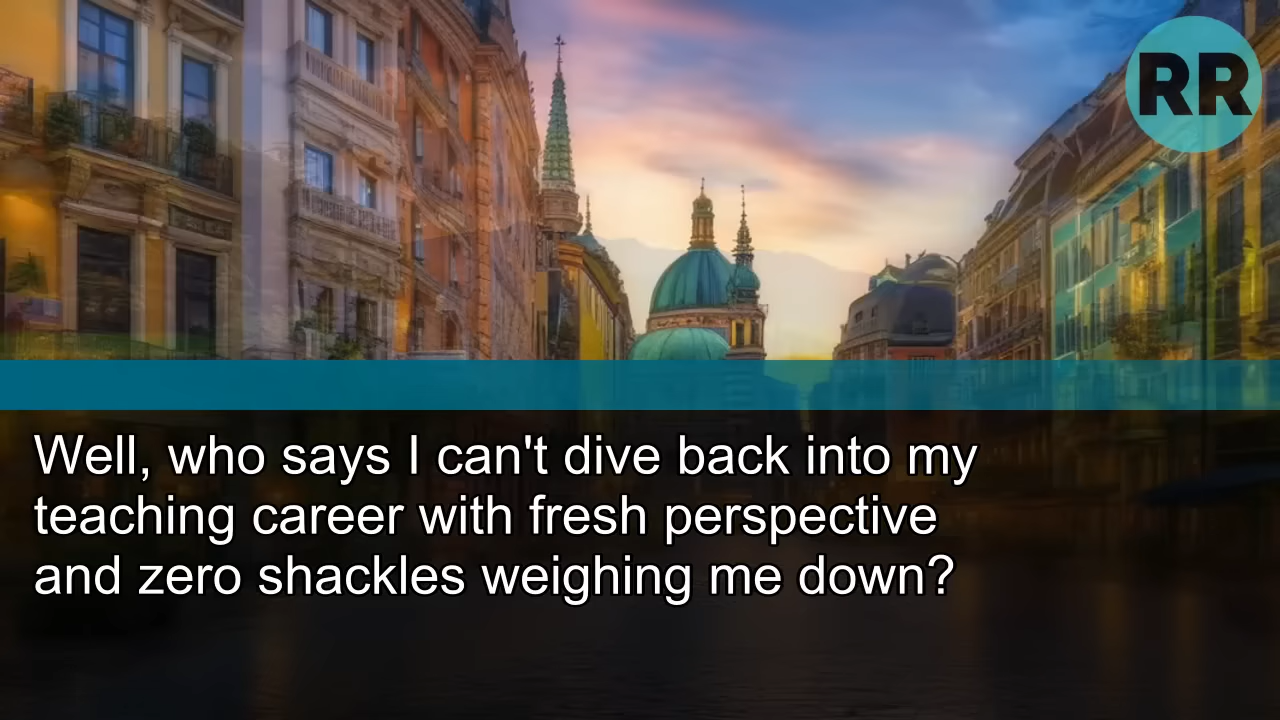 RR
Well, who says I can't dive back into my
teaching career with fresh perspective
and zero shackles weighing me down?